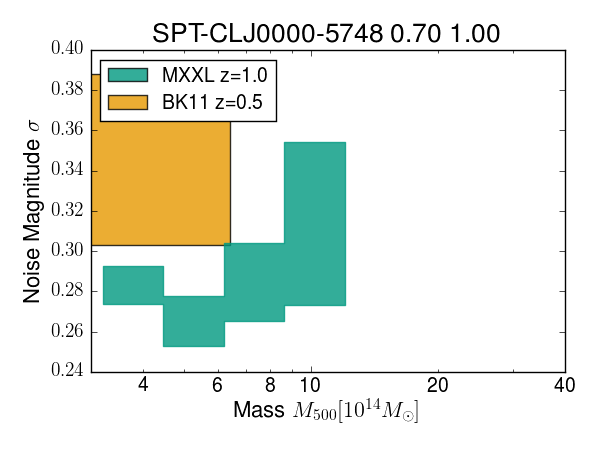 SPT-CLJ0000-5748 0.70 1.00
MXXL z=1.0
BK11 z=0.5
Noise Magnitude σ
0.40
0.38
0.36
0.34
0.32
0.30
0.28
0.26
0.24
4 6 8 10 20 40
Mass M₅₀₀[10¹⁴M☉]